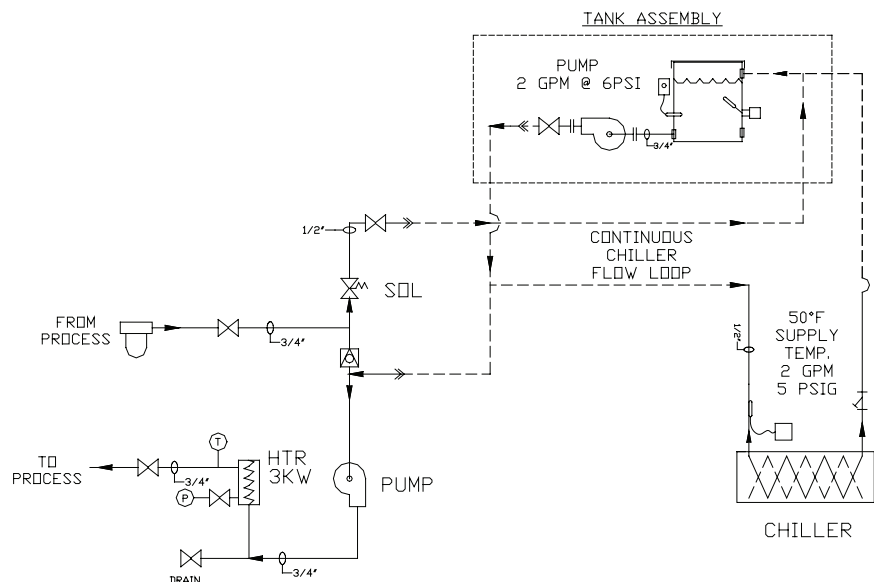 TANK ASSEMBLY
PUMP
2 GPM @ 6PSI
3/4"
1/2"
CONTINUOUS
CHILLER
FLOW LOOP
SOL
FROM
PROCESS
3/4"
50°F
SUPPLY
TEMP.
2 GPM
5 PSIG
1/2"
T
HTR
3KW
TO
PROCESS
3/4"
P
PUMP
CHILLER
3/4"
DRAIN